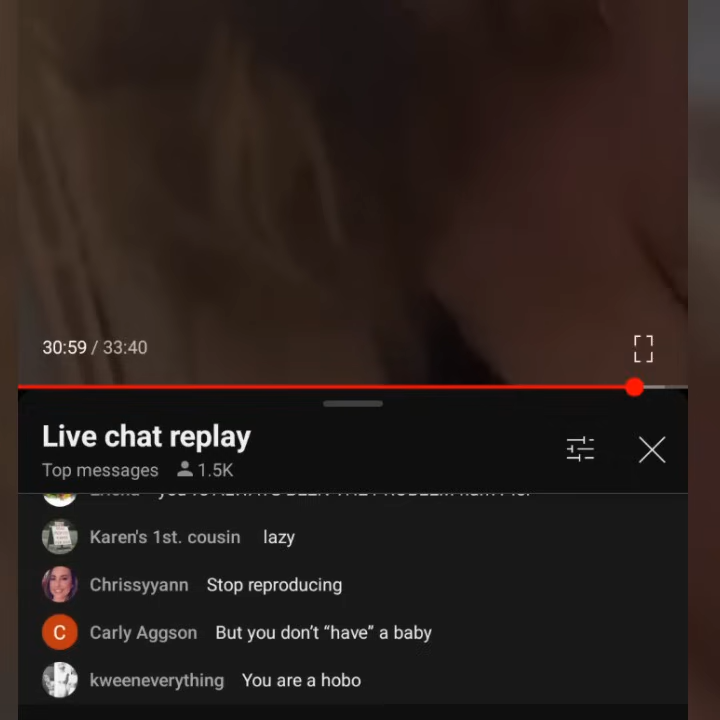 30:59 / 33:40
Live chat replay
Top messages 1.5K
Karen's 1st. cousin lazy
Chrissyyann Stop reproducing
C Carly Aggson But you don’t “have” a baby
kweeneverything You are a hobo